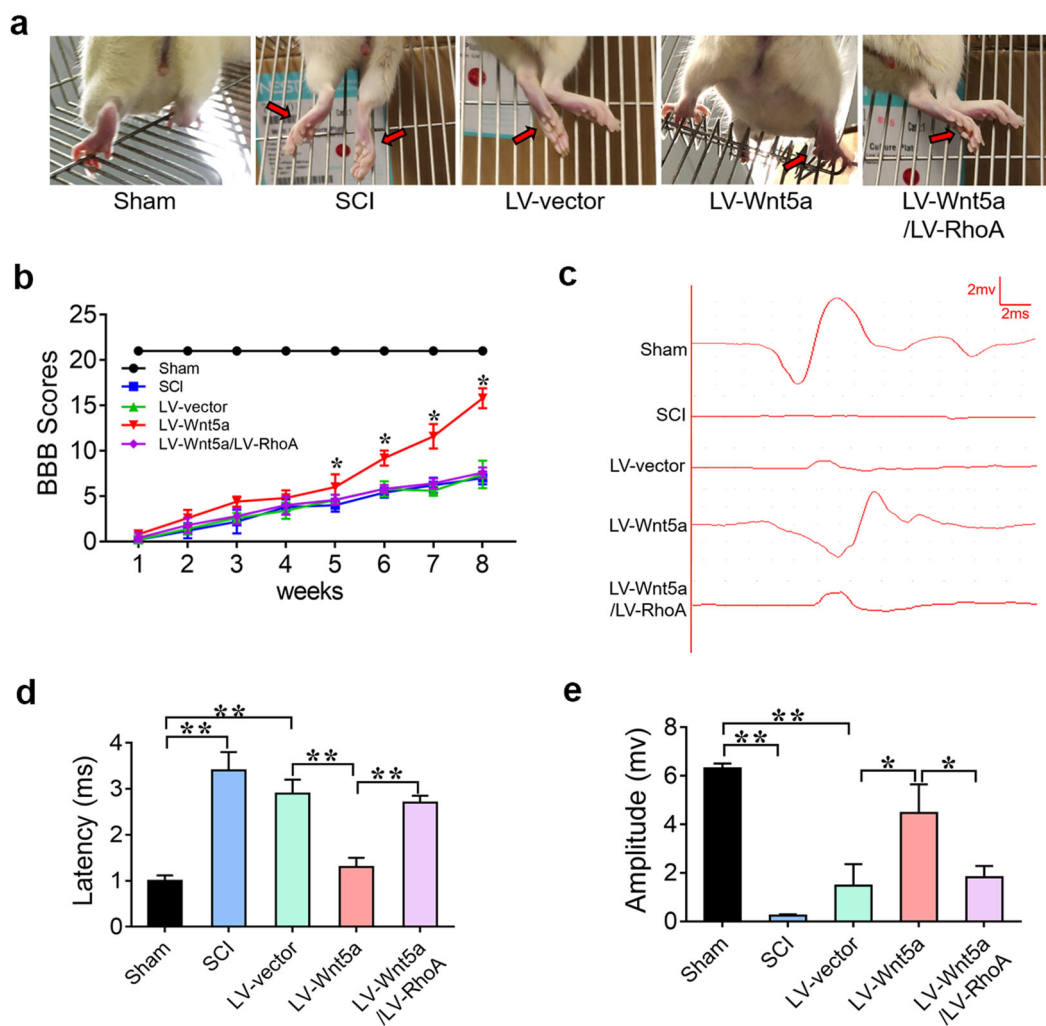 a
Sham
SCI
LV-vector
LV-Wnt5a
LV-Wnt5a
/LV-RhoA
Culture Plat
b
BBB Scores
25
20
15
10
5
0
Sham
SCI
LV-vector
LV-Wnt5a
LV-Wnt5a/LV-RhoA
*
*
*
*
1 2 3 4 5 6 7 8
weeks
c
2mv
2ms
Sham
SCI
LV-vector
LV-Wnt5a
LV-Wnt5a
/LV-RhoA
d
Latency (ms)
4
3
2
1
0
**
**
**
**
Sham
SCI
LV-vector
LV-Wnt5a
LV-Wnt5a
/LV-RhoA
e
Amplitude (mv)
8
6
4
2
0
**
**
*
*
Sham
SCI
LV-vector
LV-Wnt5a
LV-Wnt5a
/LV-RhoA